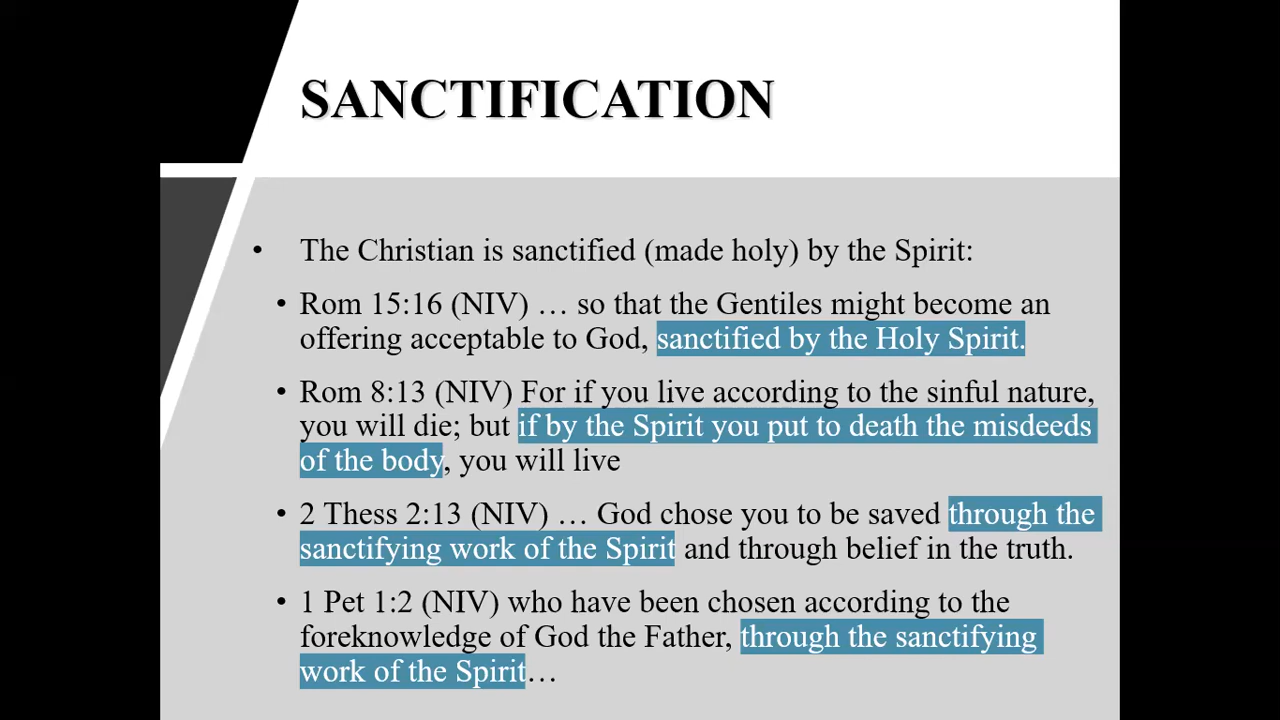 SANCTIFICATION
• The Christian is sanctified (made holy) by the Spirit:
• Rom 15:16 (NIV) … so that the Gentiles might become an
offering acceptable to God, sanctified by the Holy Spirit.
• Rom 8:13 (NIV) For if you live according to the sinful nature,
you will die; but if by the Spirit you put to death the misdeeds
of the body, you will live
• 2 Thess 2:13 (NIV) … God chose you to be saved through the
sanctifying work of the Spirit and through belief in the truth.
• 1 Pet 1:2 (NIV) who have been chosen according to the
foreknowledge of God the Father, through the sanctifying
work of the Spirit…